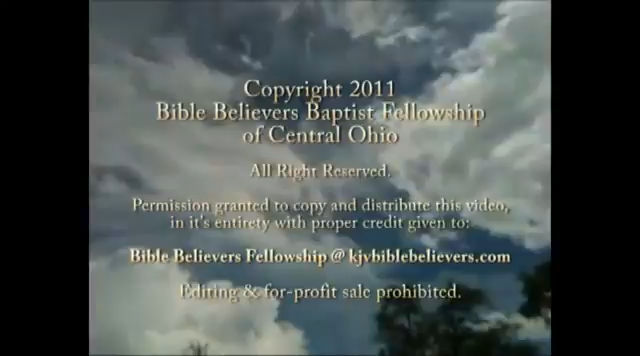 Copyright 2011
Bible Believers Baptist Fellowship
of Central Ohio
All Right Reserved.
Permission granted to copy and distribute this video,
in it's entirety with proper credit given to:
Bible Believers Fellowship @ kjvbiblebelievers.com
Editing & for-profit sale prohibited.